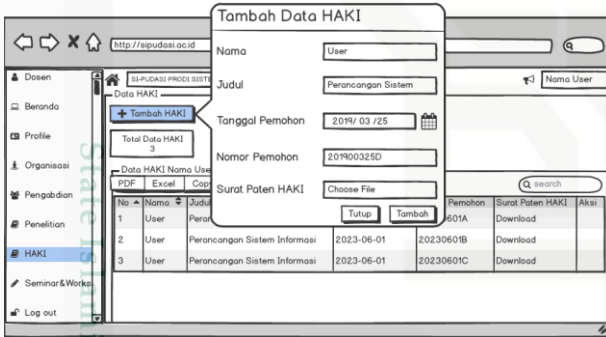 Tambah Data HAKI
http://sipudasi.ac.id
Nama
User
Judul
Perancangan Sistem
Tanggal Pemohon
2019/ 03 /25
Nomor Pemohon
201900325D
Surat Paten HAKI
Choose File
Tutup
Tambah
Dosen
Beranda
Profile
Organisasi
Pengabdian
Penelitian
HAKI
Seminar&Works
Log out
SI-PUDASI PRODI SISTE
Nama User
Data HAKI
Tambah HAKI
Total Data HAKI
3
Data HAKI Nama Use
PDF Excel Copy
search
No Nama Judul Pemohon Surat Paten HAKI Aksi
1 User Peran 0601A Download
2 User Perancangan Sistem Informasi 2023-06-01 20230601B Download
3 User Perancangan Sistem Informasi 2023-06-01 20230601C Download
State Islami